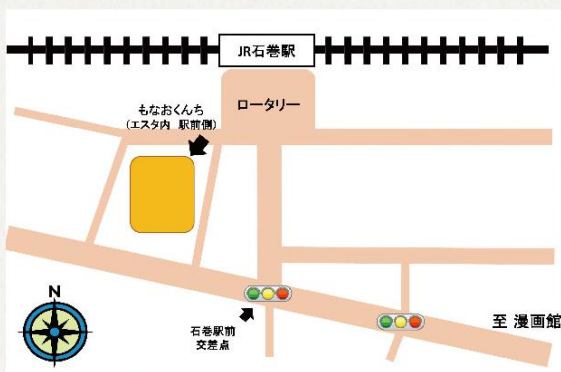 JR石巻駅
ロータリー
もなおくんち
(エスタ内 駅前側)
N
石巻駅前
交差点
至 漫画館